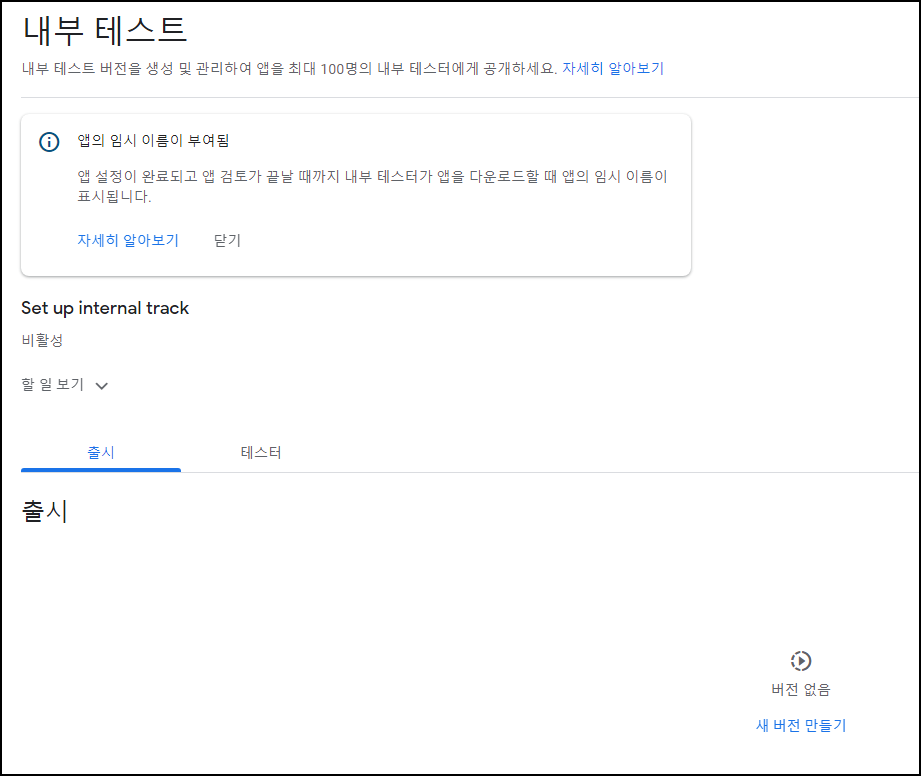 내부 테스트
내부 테스트 버전을 생성 및 관리하여 앱을 최대 100명의 내부 테스터에게 공개하세요. 자세히 알아보기
앱의 임시 이름이 부여됨
앱 설정이 완료되고 앱 검토가 끝날 때까지 내부 테스터가 앱을 다운로드할 때 앱의 임시 이름이
표시됩니다.
자세히 알아보기 닫기
Set up internal track
비활성
할 일 보기
출시 테스터
출시
버전 없음
새 버전 만들기